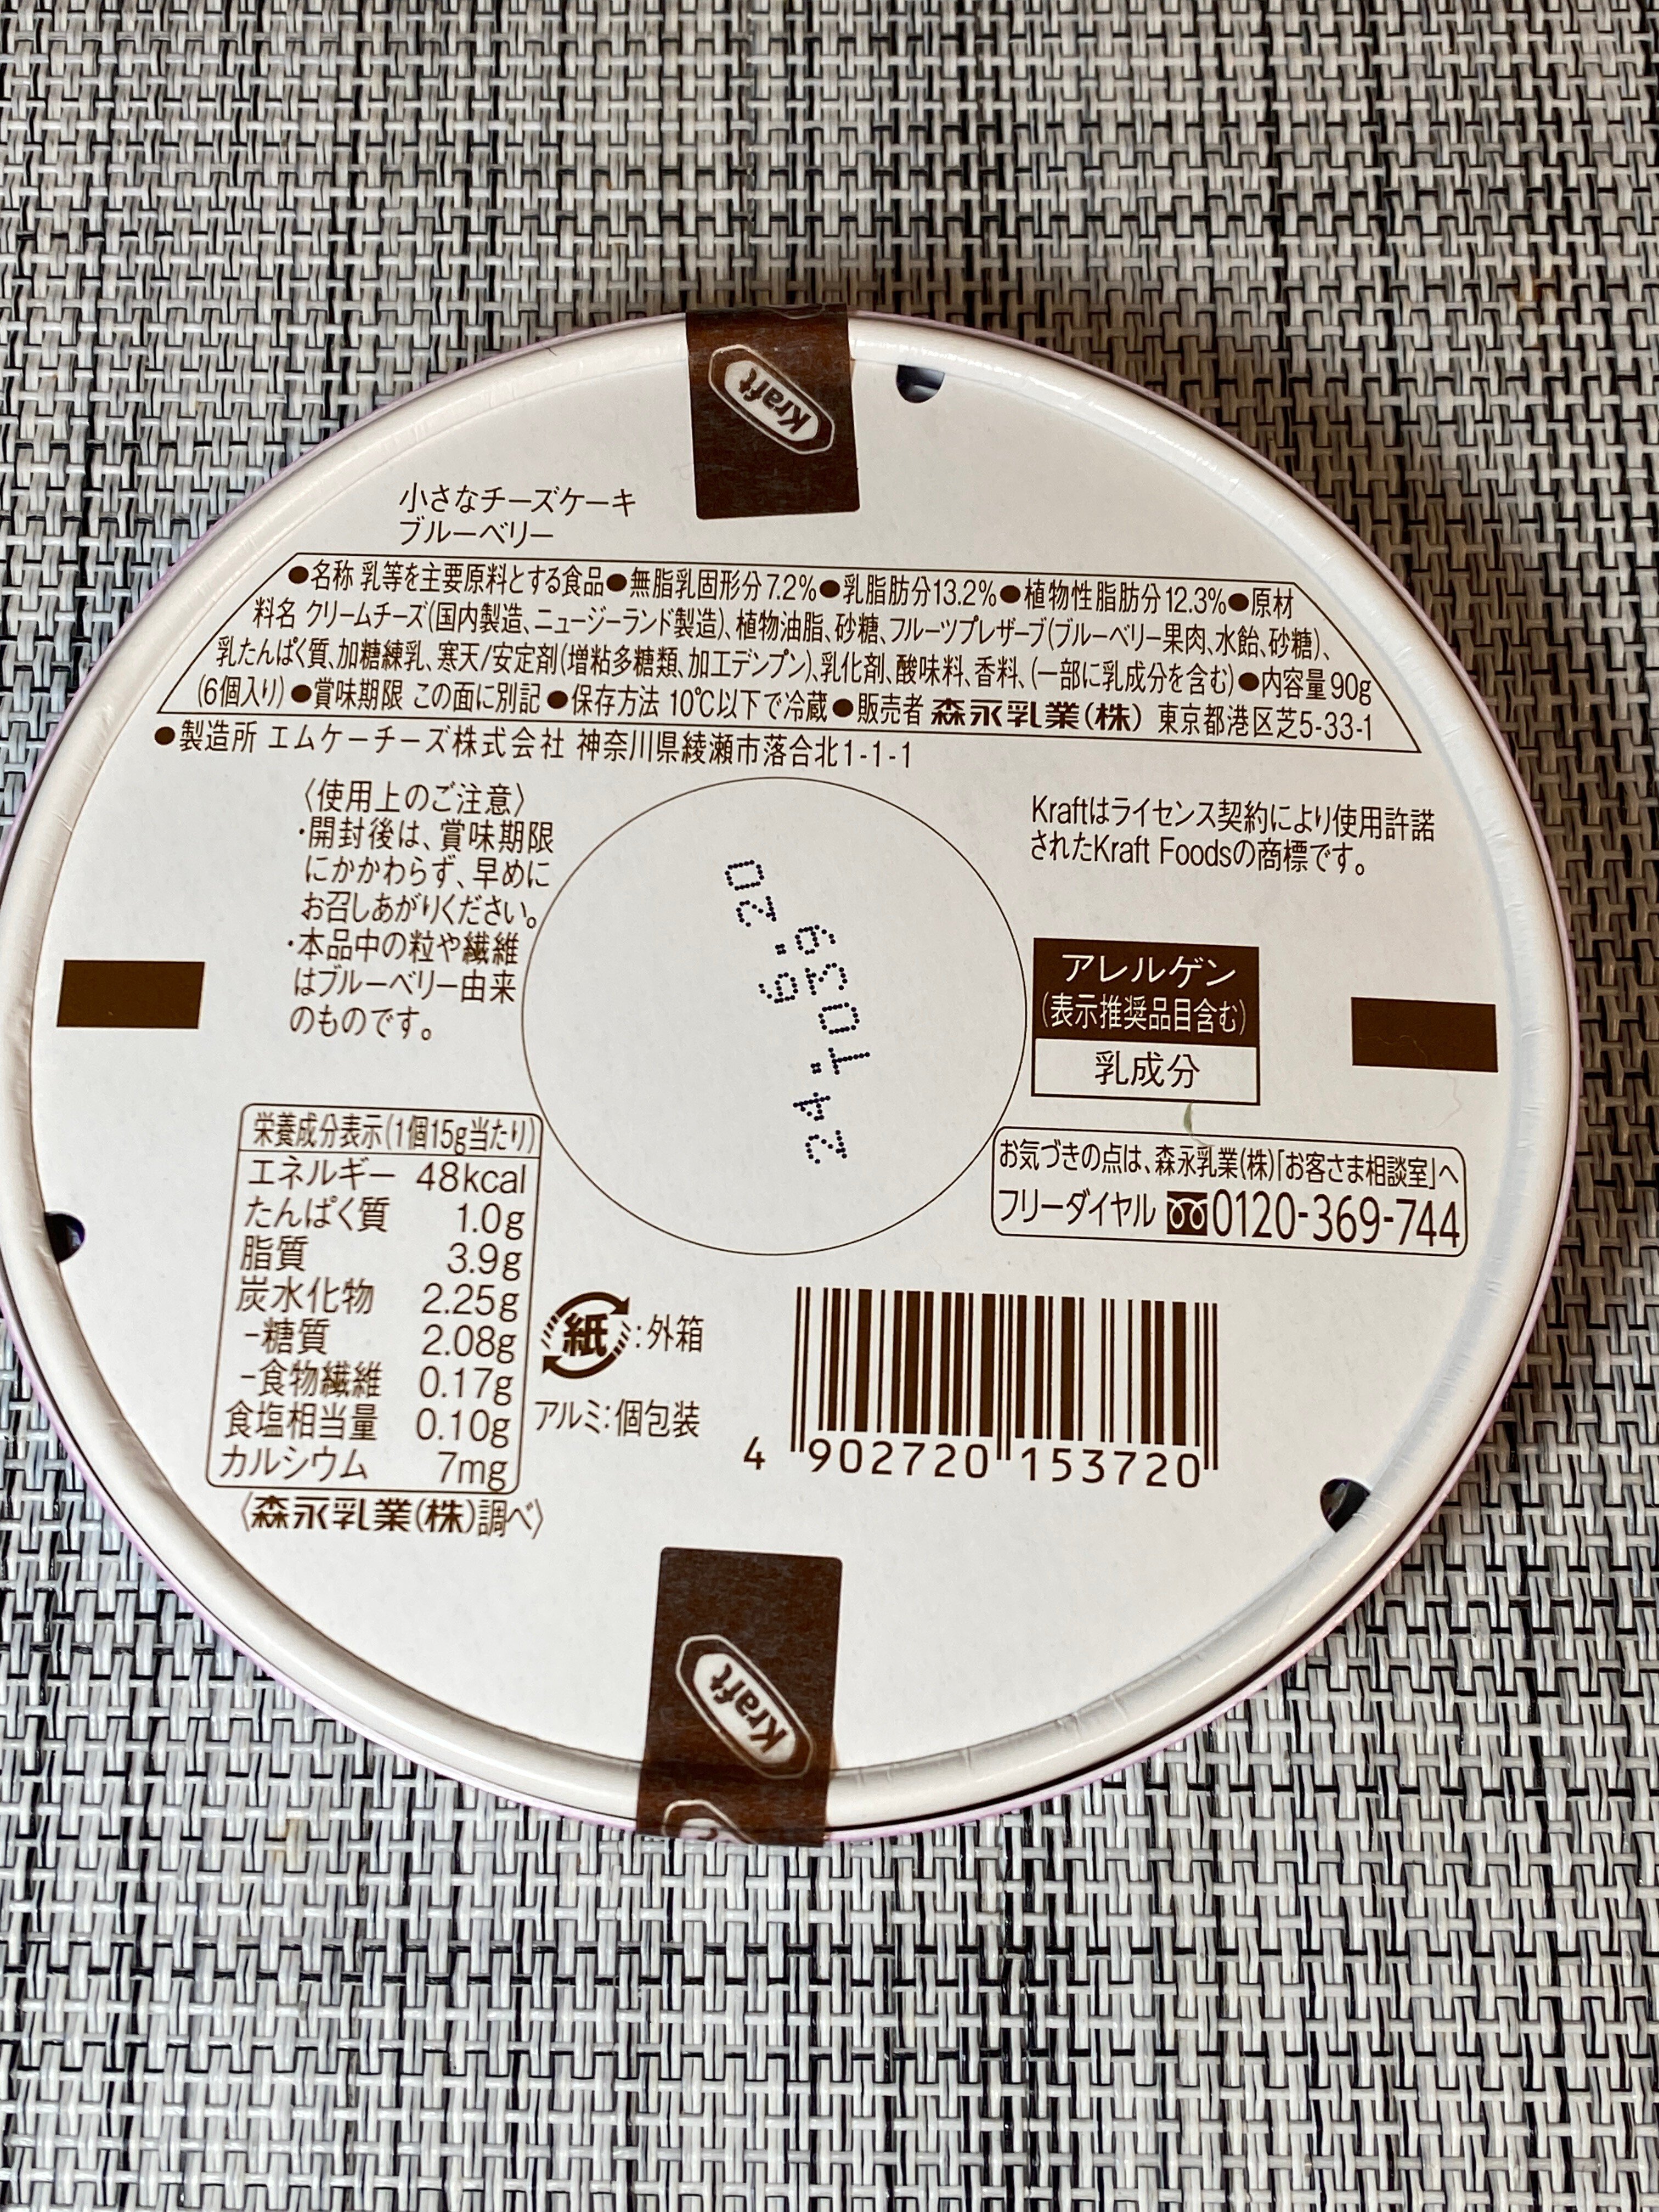 Kraft
小さなチーズケーキ
ブルーベリー
●名称 乳等を主要原料とする食品●無脂乳固形分7.2%●乳脂肪分13.2%●植物性脂肪分12.3%●原材
料名 クリームチーズ(国内製造、ニュージーランド製造)、植物油脂、砂糖、フルーツプレザーブ(ブルーベリー果肉、水飴、砂糖)、
乳たんぱく質、加糖練乳、寒天/安定剤(増粘多糖類、加工デンプン)、乳化剤、酸味料、香料、(一部に乳成分を含む)●内容量90g
(6個入り)●賞味期限 この面に別記●保存方法 10℃以下で冷蔵●販売者 森永乳業(株) 東京都港区芝5-33-1
●製造所 エムケーチーズ株式会社 神奈川県綾瀬市落合北1-1-1
〈使用上のご注意〉
・開封後は、賞味期限
にかかわらず、早めに
お召しあがりください。
・本品中の粒や繊維
はブルーベリー由来
のものです。
Kraftはライセンス契約により使用許諾
されたKraft Foodsの商標です。
アレルゲン
(表示推奨品目含む)
乳成分
お気づきの点は、森永乳業(株)「お客さま相談室」へ
フリーダイヤル 0120-369-744
栄養成分表示(1個15g当たり)
エネルギー 48kcal
たんぱく質 1.0g
脂質 3.9g
炭水化物 2.25g
-糖質 2.08g
-食物繊維 0.17g
食塩相当量 0.10g
カルシウム 7mg
〈森永乳業(株)調べ〉
紙:外箱
アルミ:個包装
4 902720 153720
Kraft